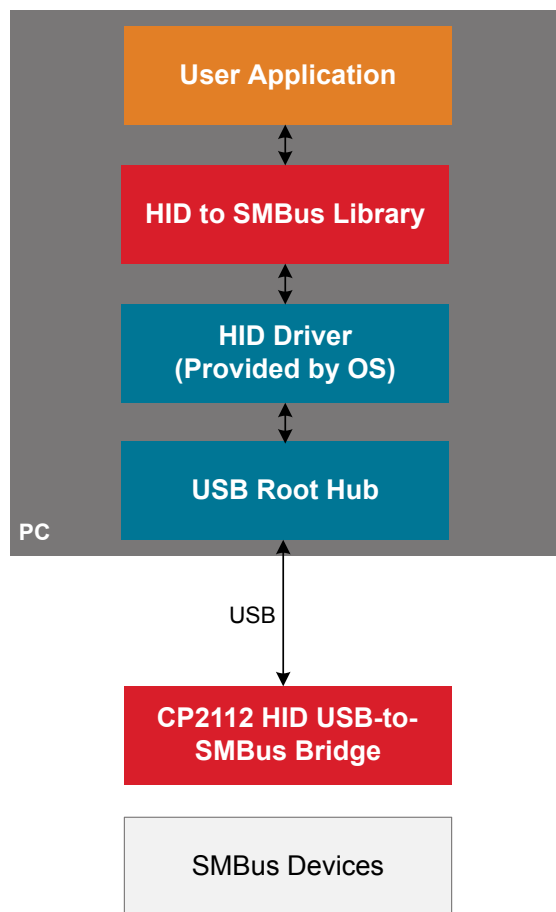 User Application
HID to SMBus Library
HID Driver
(Provided by OS)
USB Root Hub
PC
USB
CP2112 HID USB-to-
SMBus Bridge
SMBus Devices